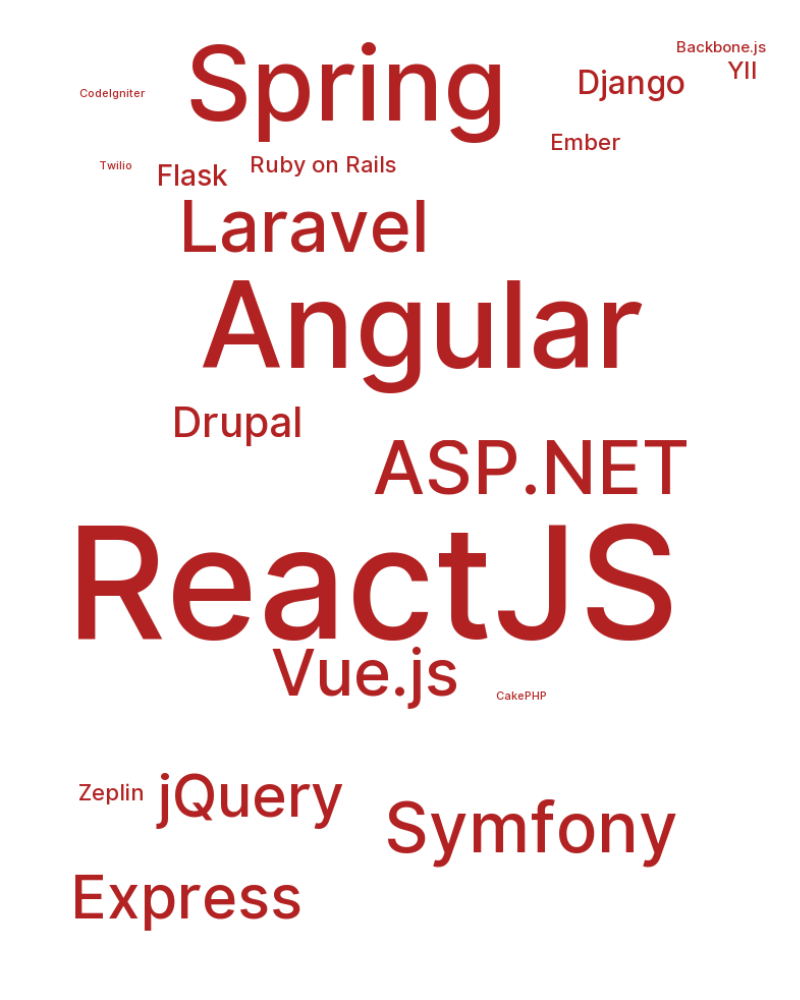 Backbone.js
Spring
Django
YII
CodeIgniter
Ember
Twilio
Flask
Ruby on Rails
Laravel
Angular
Drupal
ASP.NET
ReactJS
Vue.js
CakePHP
Zeplin
jQuery
Symfony
Express